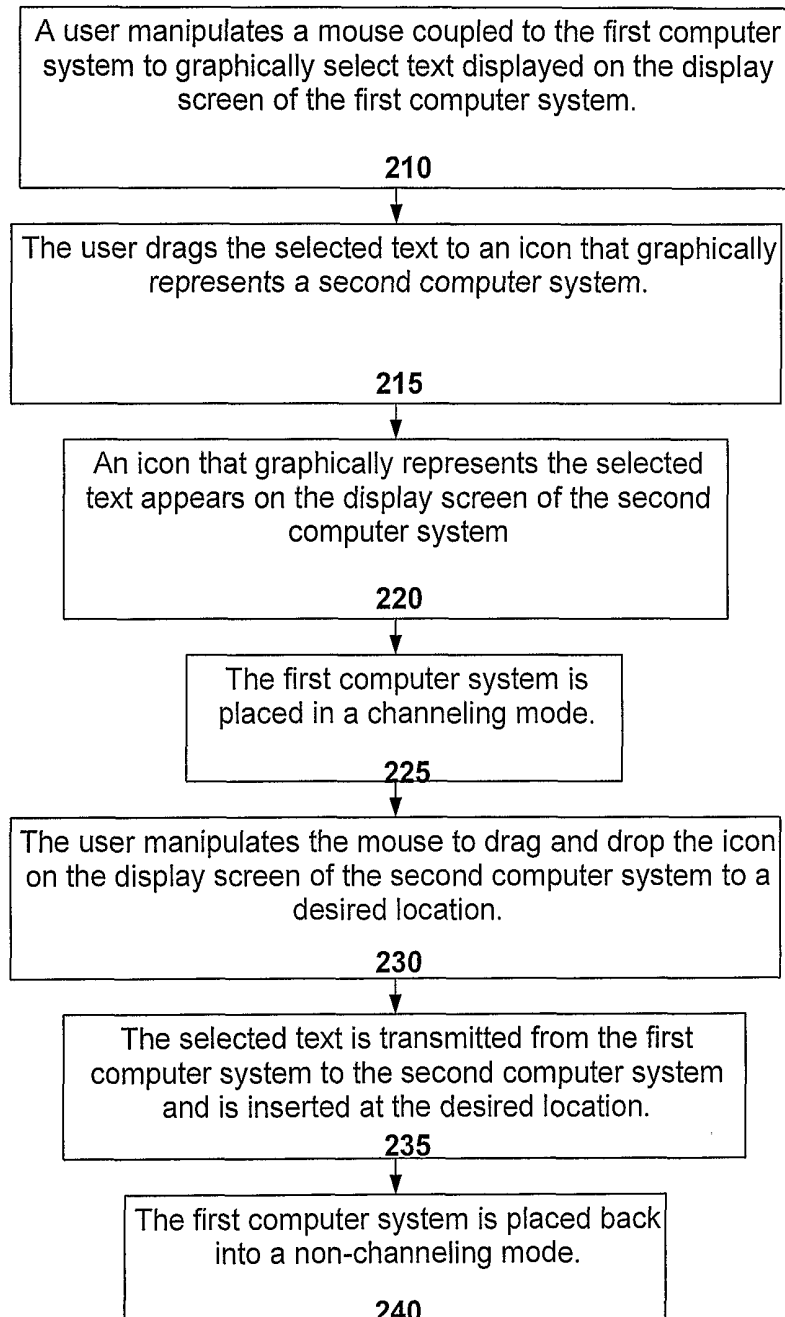 A user manipulates a mouse coupled to the first computer
system to graphically select text displayed on the display
screen of the first computer system.
210
The user drags the selected text to an icon that graphically
represents a second computer system.
215
An icon that graphically represents the selected
text appears on the display screen of the second
computer system
220
The first computer system is
placed in a channeling mode.
225
The user manipulates the mouse to drag and drop the icon
on the display screen of the second computer system to a
desired location.
230
The selected text is transmitted from the first
computer system to the second computer system
and is inserted at the desired location.
235
The first computer system is placed back
into a non-channeling mode.
240